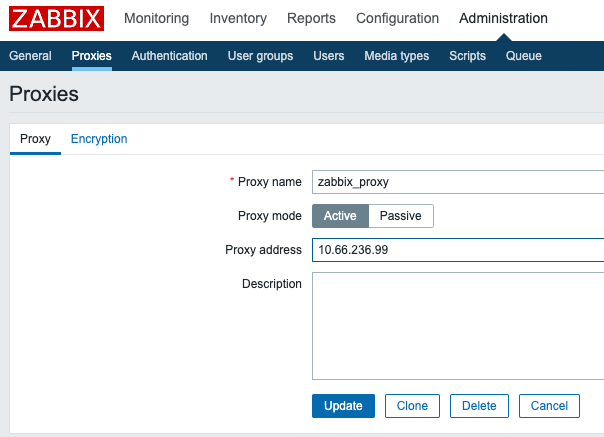 ZABBIX Monitoring Inventory Reports Configuration Administration
General Proxies Authentication User groups Users Media types Scripts Queue
Proxies
Proxy Encryption
* Proxy name zabbix_proxy
Proxy mode Active Passive
Proxy address 10.66.236.99
Description
Update Clone Delete Cancel